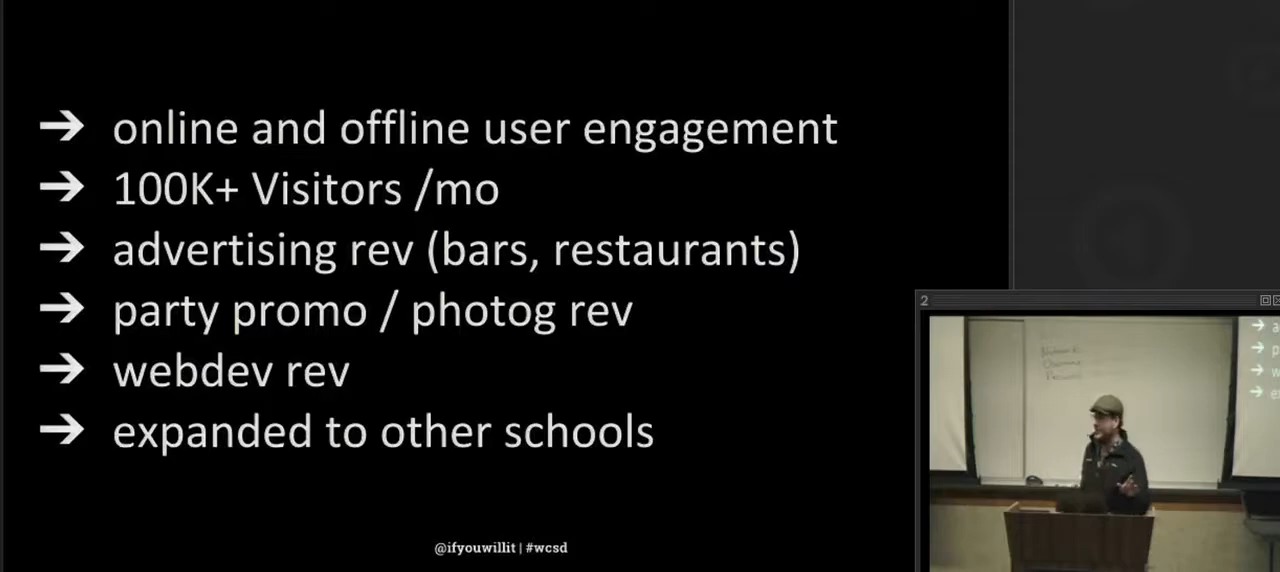 ➔ online and offline user engagement
➔ 100K+ Visitors /mo
➔ advertising rev (bars, restaurants)
➔ party promo / photog rev
➔ webdev rev
➔ expanded to other schools
@ifyouwillit | #wcsd
2